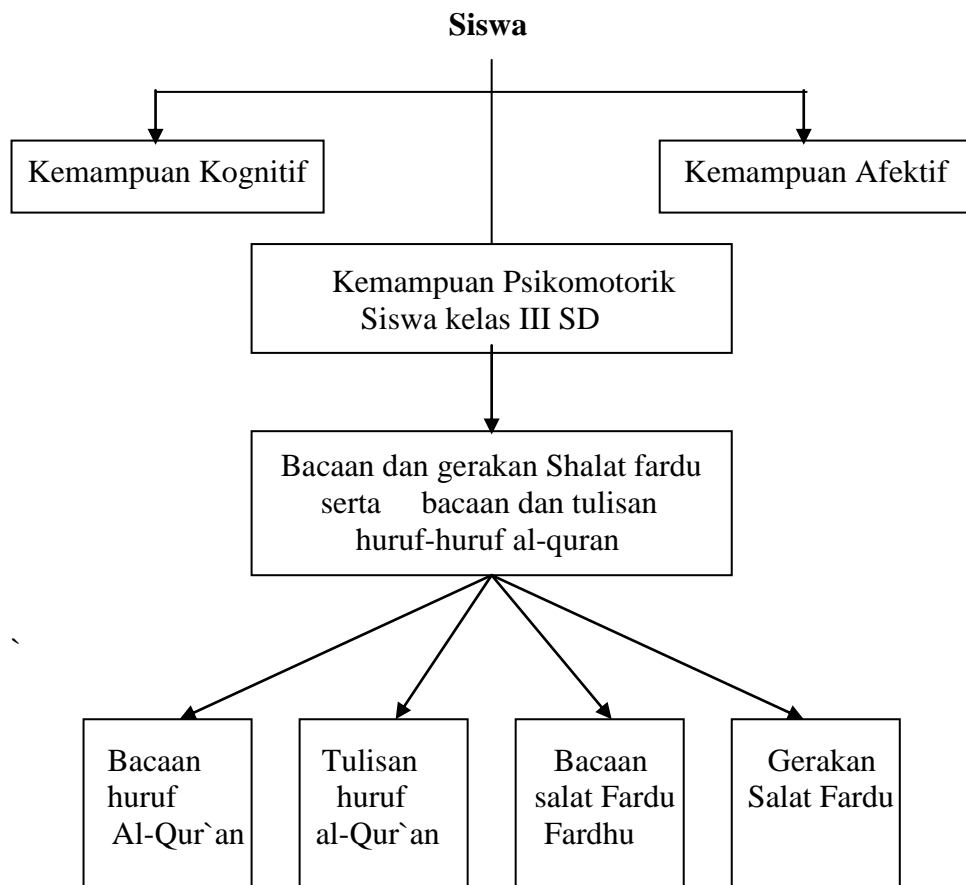 Siswa
Kemampuan Kognitif
Kemampuan Afektif
Kemampuan Psikomotorik
Siswa kelas III SD
Bacaan dan gerakan Shalat fardu
serta bacaan dan tulisan
huruf-huruf al-quran
`
Bacaan
huruf
Al-Qur`an
Tulisan
huruf
al-Qur`an
Bacaan
salat Fardu
Fardhu
Gerakan
Salat Fardu